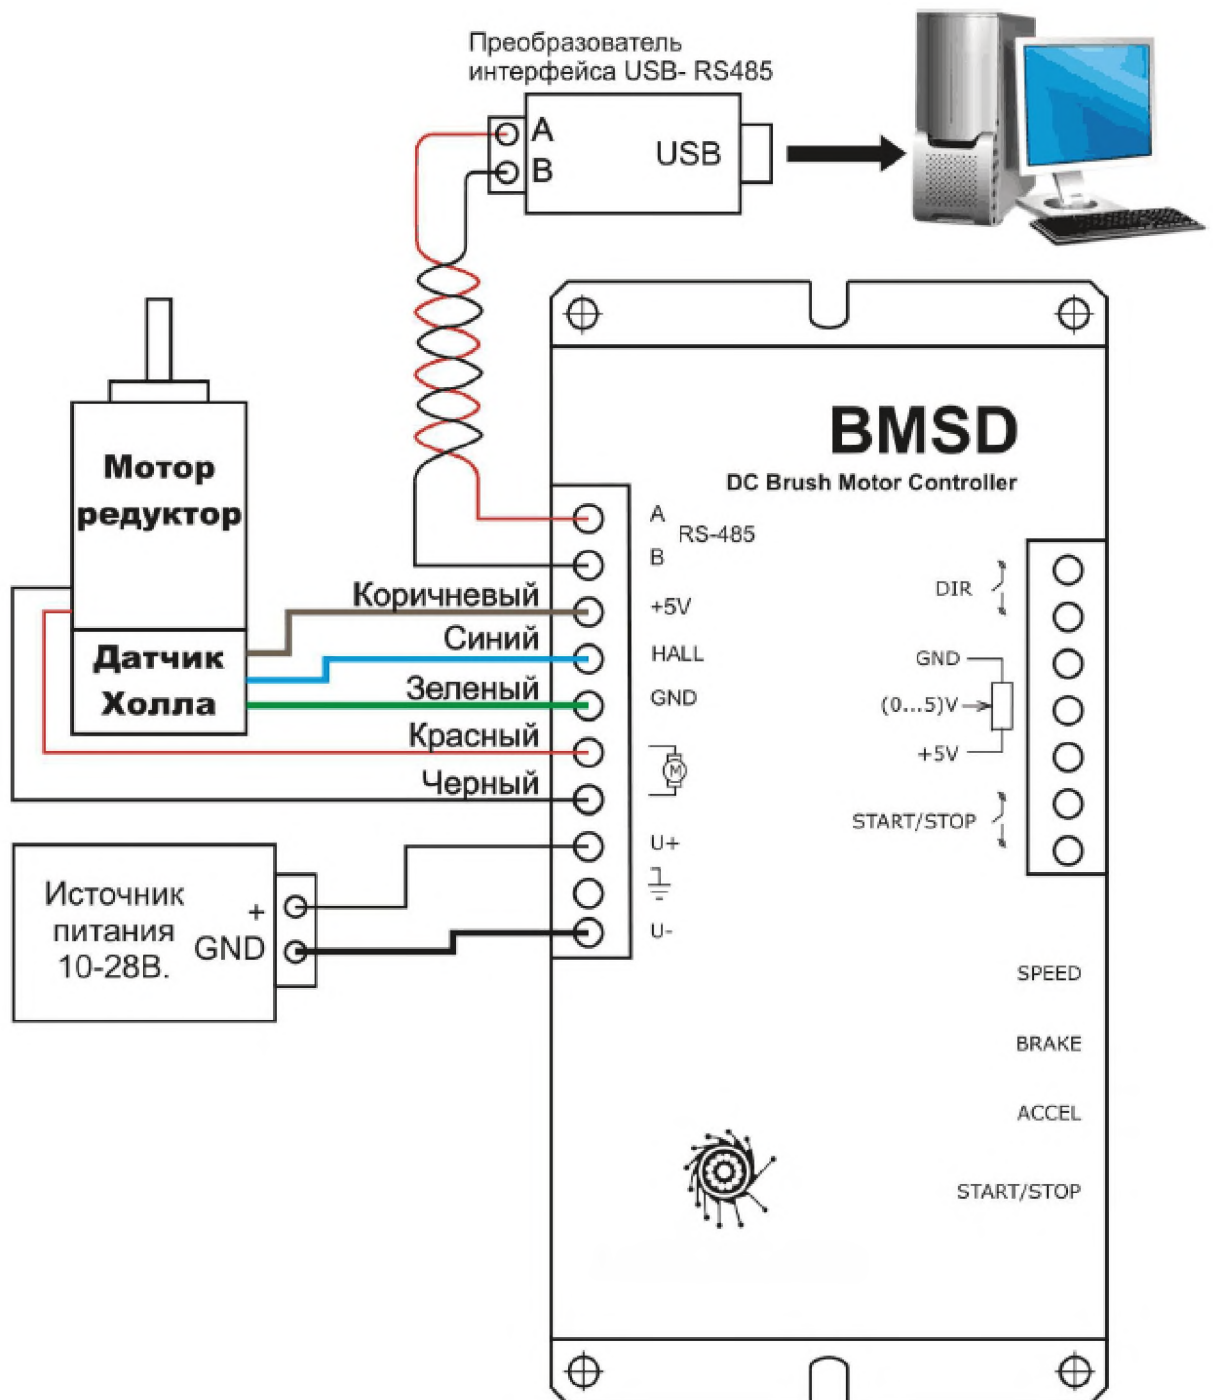 Преобразователь
интерфейса USB- RS485
A
B
USB
BMSD
DC Brush Motor Controller
Мотор
редуктор
Датчик
Холла
Коричневый
Синий
Зеленый
Красный
Черный
A
RS-485
B
+5V
HALL
GND
M
U+
U-
Источник
питания
10-28В.
+
GND
DIR
GND
(0...5)V
+5V
START/STOP
SPEED
BRAKE
ACCEL
START/STOP